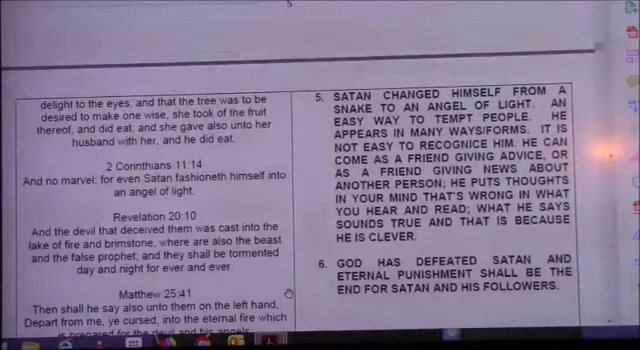 5
delight to the eyes, and that the tree was to be
desired to make one wise, she took of the fruit
thereof, and did eat, and she gave also unto her
husband with her, and he did eat.
2 Corinthians 11:14
And no marvel; for even Satan fashioneth himself into
an angel of light.
Revelation 20:10
And the devil that deceived them was cast into the
lake of fire and brimstone, where are also the beast
and the false prophet; and they shall be tormented
day and night for ever and ever.
Matthew 25:41
Then shall he say also unto them on the left hand,
Depart from me, ye cursed, into the eternal fire which
is prepared for the devil and his angels
5. SATAN CHANGED HIMSELF FROM A
SNAKE TO AN ANGEL OF LIGHT. AN
EASY WAY TO TEMPT PEOPLE. HE
APPEARS IN MANY WAYS/FORMS. IT IS
NOT EASY TO RECOGNICE HIM. HE CAN
COME AS A FRIEND GIVING ADVICE, OR
AS A FRIEND GIVING NEWS ABOUT
ANOTHER PERSON; HE PUTS THOUGHTS
IN YOUR MIND THAT'S WRONG IN WHAT
YOU HEAR AND READ; WHAT HE SAYS
SOUNDS TRUE AND THAT IS BECAUSE
HE IS CLEVER.
6. GOD HAS DEFEATED SATAN AND
ETERNAL PUNISHMENT SHALL BE THE
END FOR SATAN AND HIS FOLLOWERS.